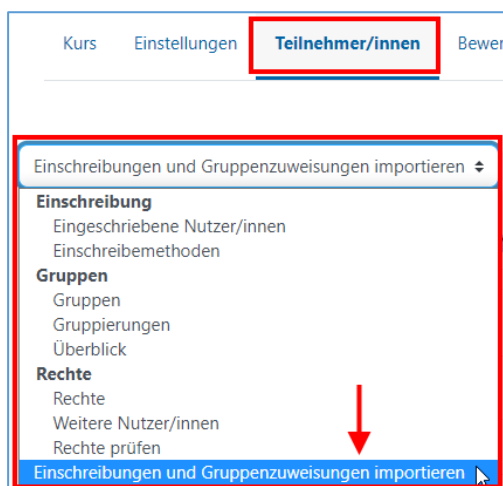 Kurs Einstellungen Teilnehmer/innen Bewer
Einschreibungen und Gruppenzuweisungen importieren
Einschreibung
Eingeschriebene Nutzer/innen
Einschreibemethoden
Gruppen
Gruppen
Gruppierungen
Überblick
Rechte
Rechte
Weitere Nutzer/innen
Rechte prüfen
Einschreibungen und Gruppenzuweisungen importieren